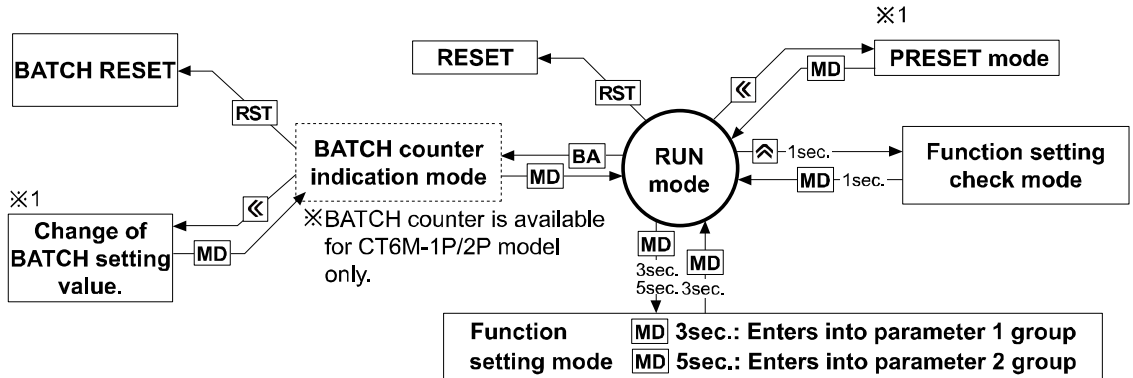 ※1
BATCH RESET
RESET
PRESET mode
RST
RST
«
MD
BATCH counter
indication mode
BA
MD
RUN
mode
1sec.
MD 1sec.
Function setting
check mode
※1
«
MD
Change of
BATCH setting
value.
※BATCH counter is available
for CT6M-1P/2P model
only.
MD
3sec.
5sec.
MD
3sec.
Function
setting mode
MD 3sec.: Enters into parameter 1 group
MD 5sec.: Enters into parameter 2 group